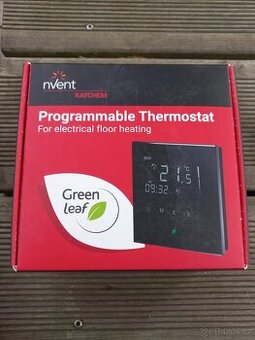 nVent
RAYCHEM
Programmable Thermostat
For electrical floor heating
21.5
09:32
Green
leaf